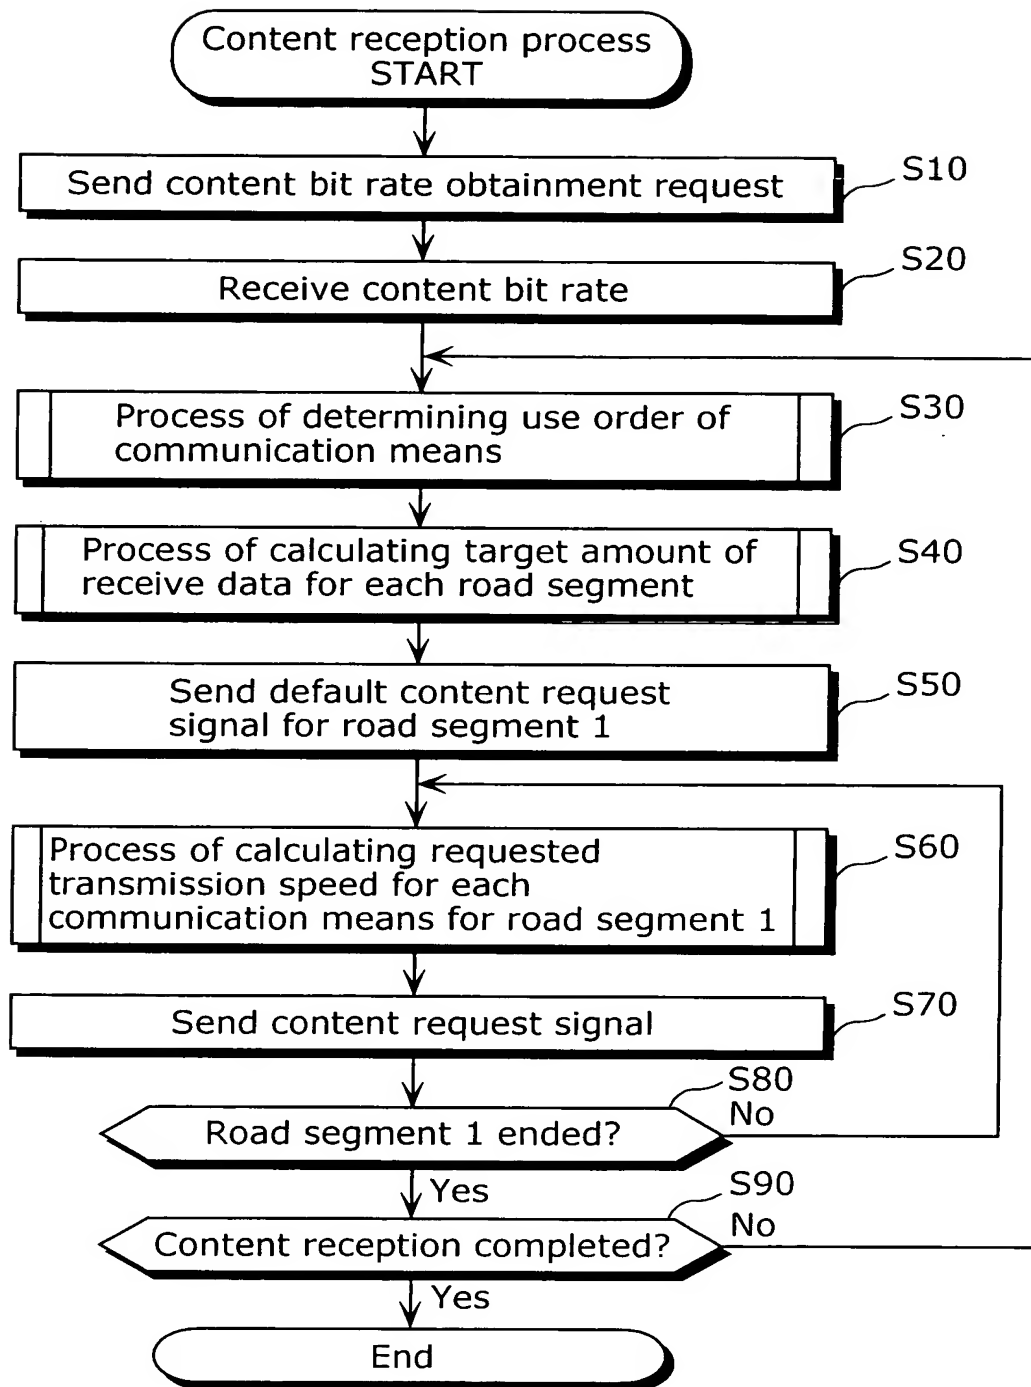 Content reception process
START
Send content bit rate obtainment request
S10
Receive content bit rate
S20
Process of determining use order of
communication means
S30
Process of calculating target amount of
receive data for each road segment
S40
Send default content request
signal for road segment 1
S50
Process of calculating requested
transmission speed for each
communication means for road segment 1
S60
Send content request signal
S70
Road segment 1 ended?
S80
No
Yes
Content reception completed?
S90
No
Yes
End